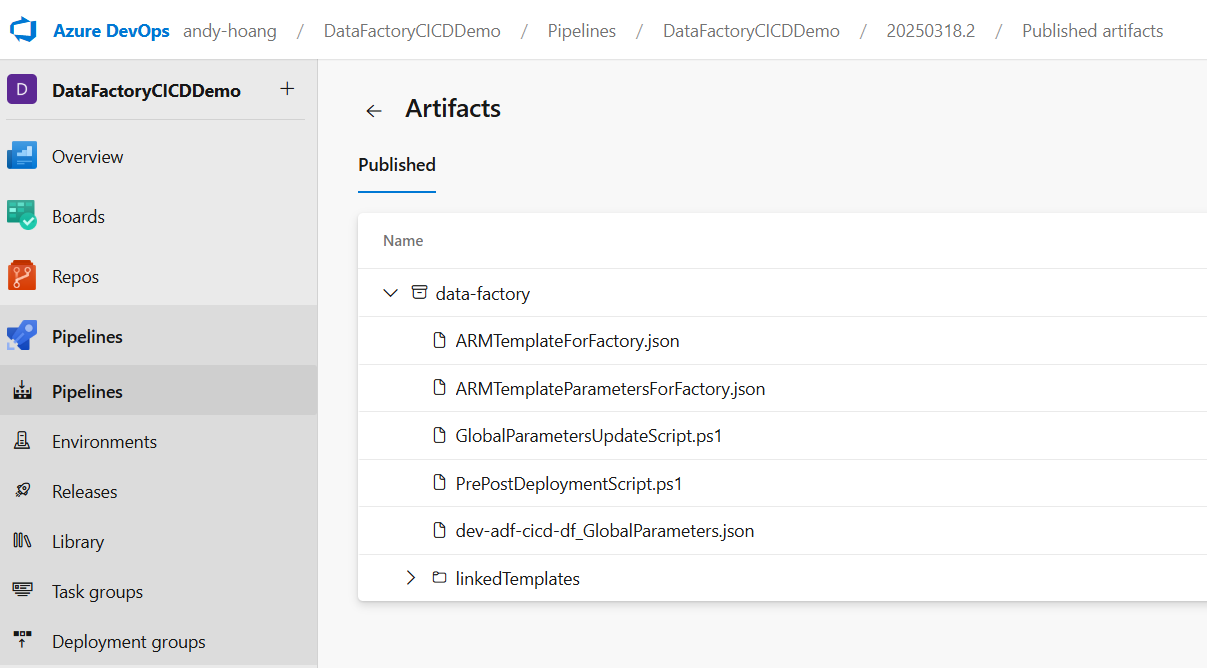 Azure DevOps andy-hoang / DataFactoryCICDDemo / Pipelines / DataFactoryCICDDemo / 20250318.2 / Published artifacts
D DataFactoryCICDDemo +
Overview
Boards
Repos
Pipelines
Pipelines
Environments
Releases
Library
Task groups
Deployment groups
Artifacts
Published
Name
data-factory
ARMTemplateForFactory.json
ARMTemplateParametersForFactory.json
GlobalParametersUpdateScript.ps1
PrePostDeploymentScript.ps1
dev-adf-cicd-df_GlobalParameters.json
linkedTemplates